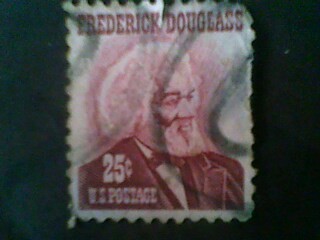 FREDERICK DOUGLASS
25¢
U.S. POSTAGE